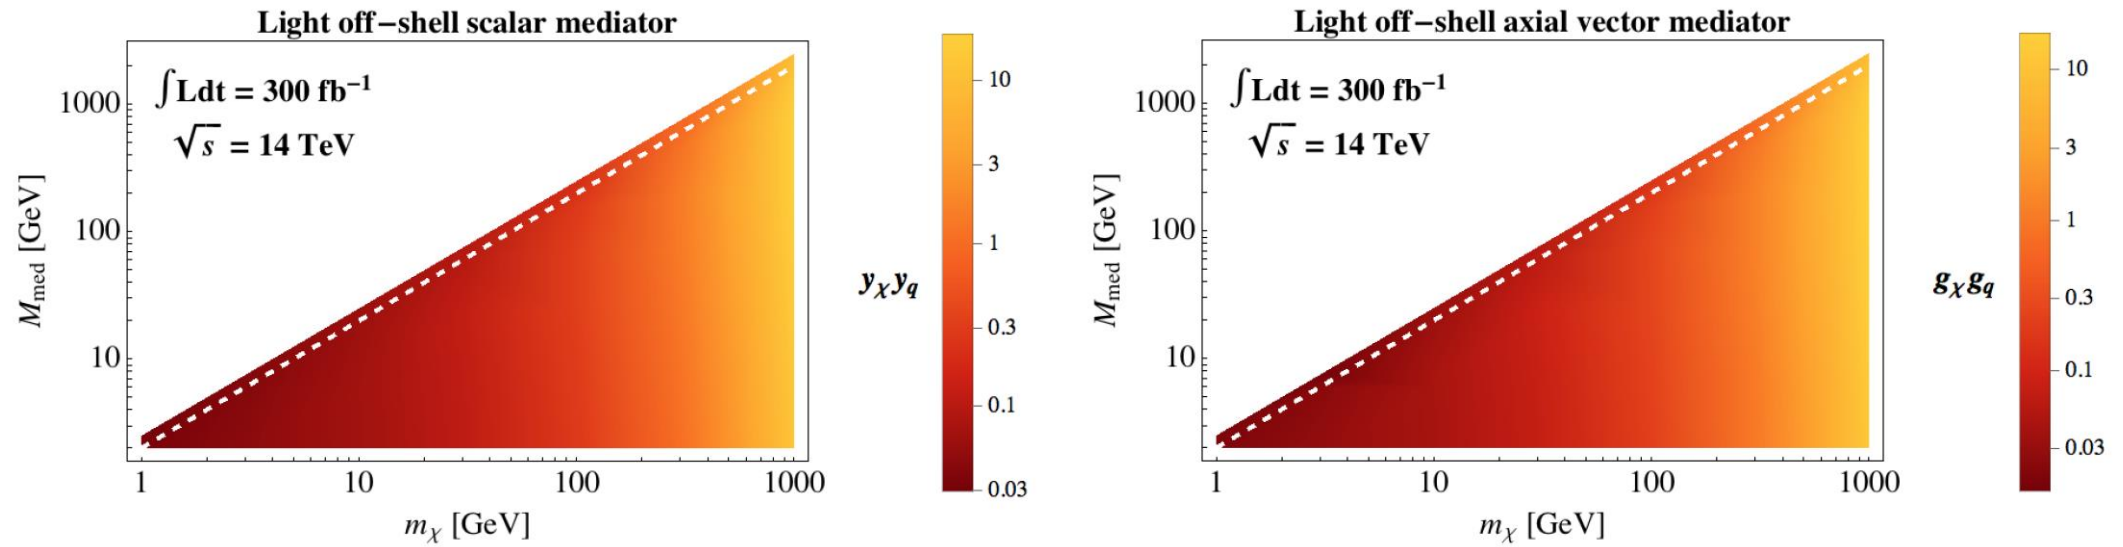 Light off−shell scalar mediator
∫Ldt = 300 fb⁻¹
√s = 14 TeV
M_med [GeV]
1000
100
10
1
10
100
1000
m_χ [GeV]
y_χ y_q
10
3
1
0.3
0.1
0.03
Light off−shell axial vector mediator
∫Ldt = 300 fb⁻¹
√s = 14 TeV
M_med [GeV]
1000
100
10
1
10
100
1000
m_χ [GeV]
g_χ g_q
10
3
1
0.3
0.1
0.03